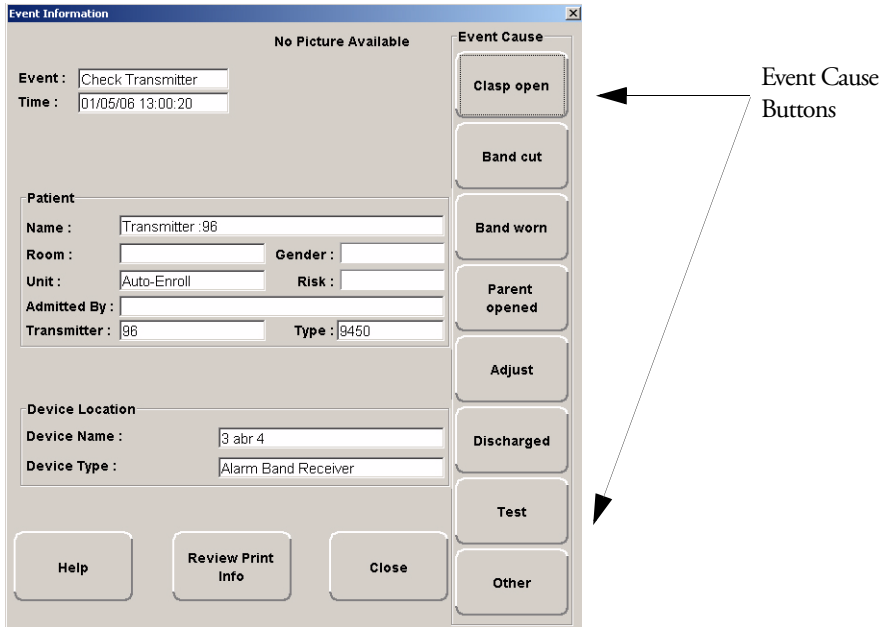 Event Information
No Picture Available
Event :
Check Transmitter
Time :
01/05/06 13:00:20
Patient
Name :
Transmitter :96
Room :
Gender :
Unit :
Auto-Enroll
Risk :
Admitted By :
Transmitter :
96
Type :
9450
Device Location
Device Name :
3 abr 4
Device Type :
Alarm Band Receiver
Help
Review Print
Info
Close
Event Cause
Clasp open
Band cut
Band worn
Parent
opened
Adjust
Discharged
Test
Other
Event Cause
Buttons